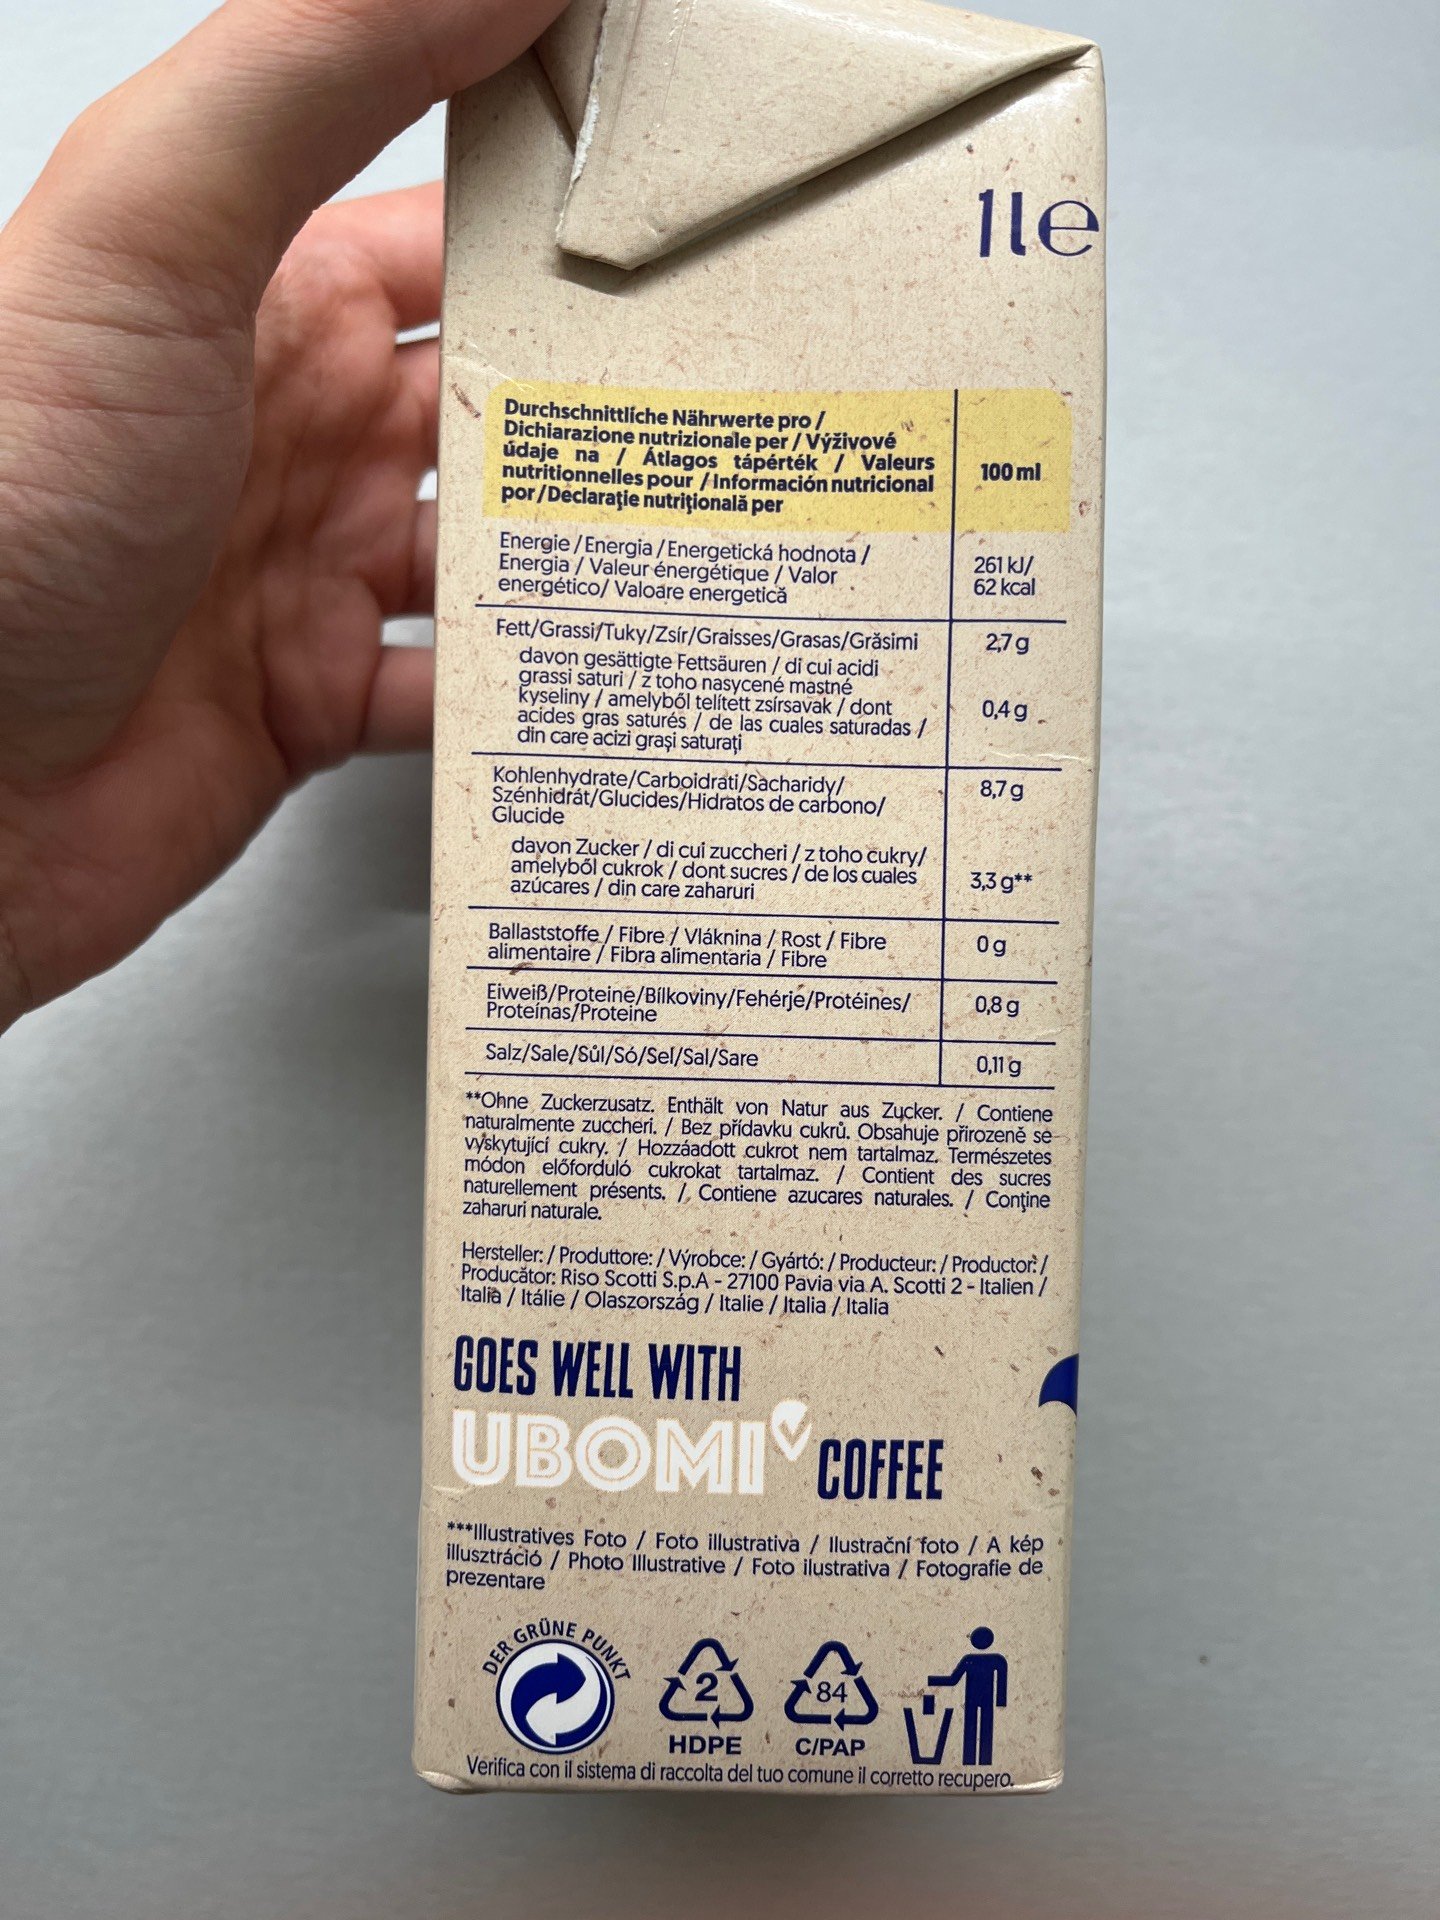 1le
Durchschnittliche Nährwerte pro /
Dichiarazione nutrizionale per / Výživové
údaje na / Átlagos tápérték / Valeurs
nutritionnelles pour / Información nutricional
por/Declarație nutrițională per
100 ml
Energie / Energia / Energetická hodnota /
Energia / Valeur énergétique / Valor
energético/ Valoare energetică
261 kJ/
62 kcal
Fett/Grassi/Tuky/Zsír/Graisses/Grasas/Grăsimi
2,7 g
davon gesättigte Fettsäuren / di cui acidi
grassi saturi / z toho nasycené mastné
kyseliny / amelyből telített zsírsavak / dont
acides gras saturés / de las cuales saturadas /
din care acizi grași saturați
0,4 g
Kohlenhydrate/Carboidrati/Sacharidy/
Szénhidrát/Glucides/Hidratos de carbono/
Glucide
8,7 g
davon Zucker / di cui zuccheri / z toho cukry/
amelyből cukrok / dont sucres / de los cuales
azúcares / din care zaharuri
3,3 g**
Ballaststoffe / Fibre / Vláknina / Rost / Fibre
alimentaire / Fibra alimentaria / Fibre
0 g
Eiweiß/Proteine/Bílkoviny/Fehérje/Protéines/
Proteínas/Proteine
0,8 g
Salz/Sale/Sůl/Só/Sel/Sal/Sare
0,11 g
**Ohne Zuckerzusatz. Enthält von Natur aus Zucker. / Contiene
naturalmente zuccheri. / Bez přídavku cukrů. Obsahuje přirozeně se
vyskytující cukry. / Hozzáadott cukrot nem tartalmaz. Természetes
módon előforduló cukrokat tartalmaz. / Contient des sucres
naturellement présents. / Contiene azucares naturales. / Conține
zaharuri naturale.
Hersteller: / Produttore: / Výrobce: / Gyártó: / Producteur: / Productor: /
Producător: Riso Scotti S.p.A - 27100 Pavia via A. Scotti 2 - Italien /
Italia / Itálie / Olaszország / Italie / Italia / Italia
GOES WELL WITH
UBOMI COFFEE
***Illustratives Foto / Foto illustrativa / Ilustrační foto / A kép
illusztráció / Photo Illustrative / Foto ilustrativa / Fotografie de
prezentare
DER GRÜNE PUNKT
2
HDPE
84
C/PAP
Verifica con il sistema di raccolta del tuo comune il corretto recupero.